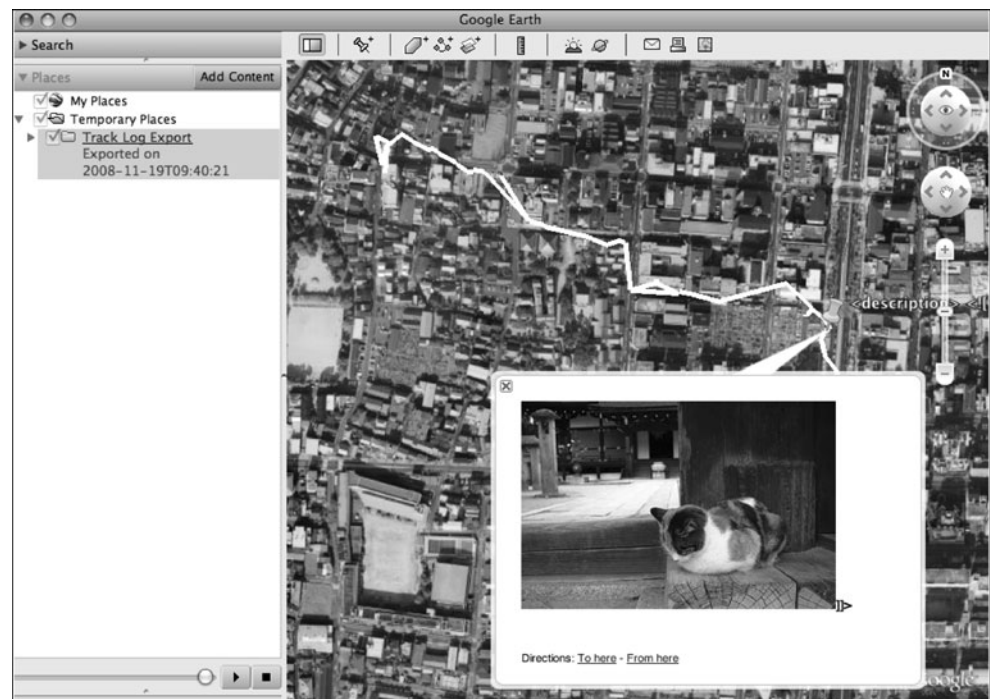 Google Earth
Search
Places
Add Content
My Places
Temporary Places
Track Log Export
Exported on
2008-11-19T09:40:21
N
<description> <![
]]>
Directions: To here - From here
Google